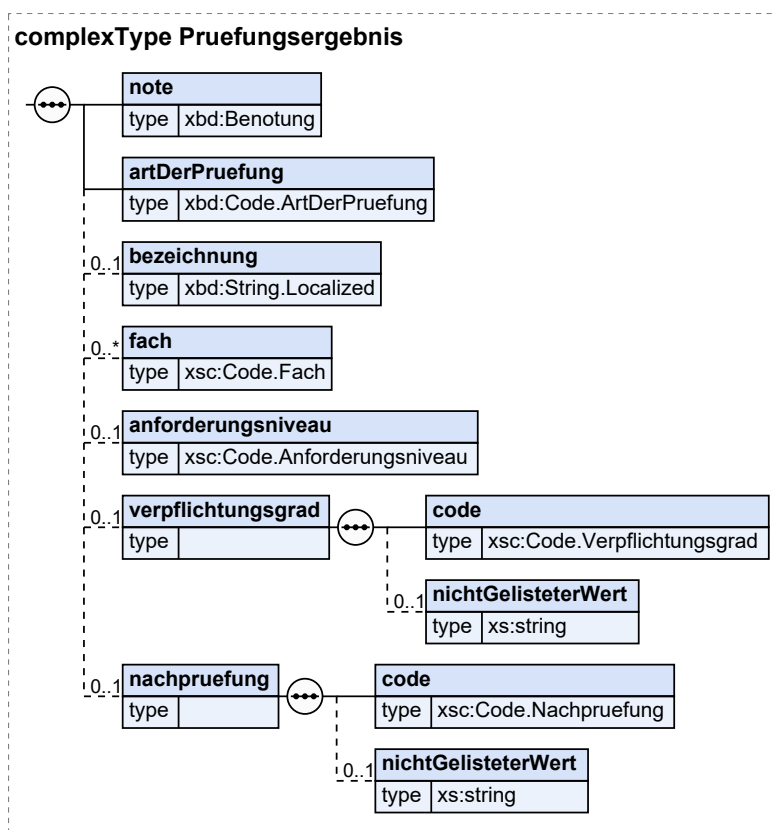 complexType Pruefungsergebnis
note
type xbd:Benotung
artDerPruefung
type xbd:Code.ArtDerPruefung
0..1 bezeichnung
type xbd:String.Localized
0..* fach
type xsc:Code.Fach
0..1 anforderungsniveau
type xsc:Code.Anforderungsniveau
0..1 verpflichtungsgrad code
type type xsc:Code.Verpflichtungsgrad
0..1 nichtGelisteterWert
type xs:string
0..1 nachpruefung code
type type xsc:Code.Nachpruefung
0..1 nichtGelisteterWert
type xs:string